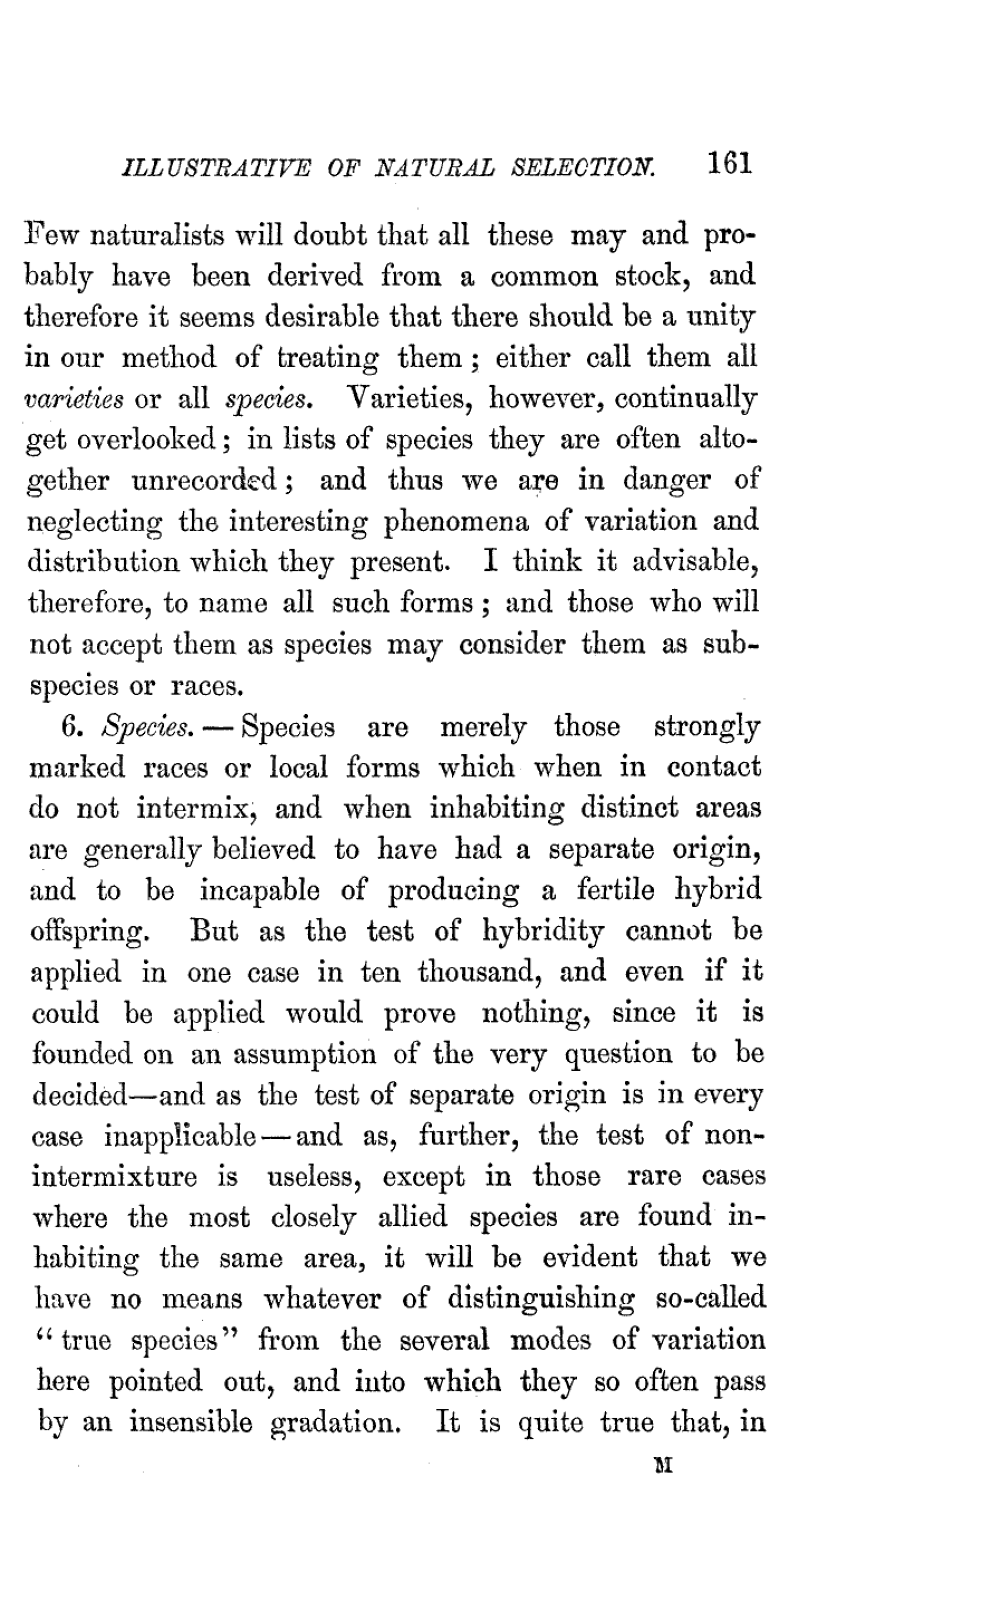 ILLUSTRATIVE OF NATURAL SELECTION. 161
Few naturalists will doubt that all these may and pro-
bably have been derived from a common stock, and
therefore it seems desirable that there should be a unity
in our method of treating them ; either call them all
varieties or all species. Varieties, however, continually
get overlooked ; in lists of species they are often alto-
gether unrecorded ; and thus we are in danger of
neglecting the interesting phenomena of variation and
distribution which they present. I think it advisable,
therefore, to name all such forms ; and those who will
not accept them as species may consider them as sub-
species or races.
6. Species. — Species are merely those strongly
marked races or local forms which when in contact
do not intermix, and when inhabiting distinct areas
are generally believed to have had a separate origin,
and to be incapable of producing a fertile hybrid
offspring. But as the test of hybridity cannot be
applied in one case in ten thousand, and even if it
could be applied would prove nothing, since it is
founded on an assumption of the very question to be
decided—and as the test of separate origin is in every
case inapplicable — and as, further, the test of non-
intermixture is useless, except in those rare cases
where the most closely allied species are found in-
habiting the same area, it will be evident that we
have no means whatever of distinguishing so-called
“ true species ” from the several modes of variation
here pointed out, and into which they so often pass
by an insensible gradation. It is quite true that, in
M